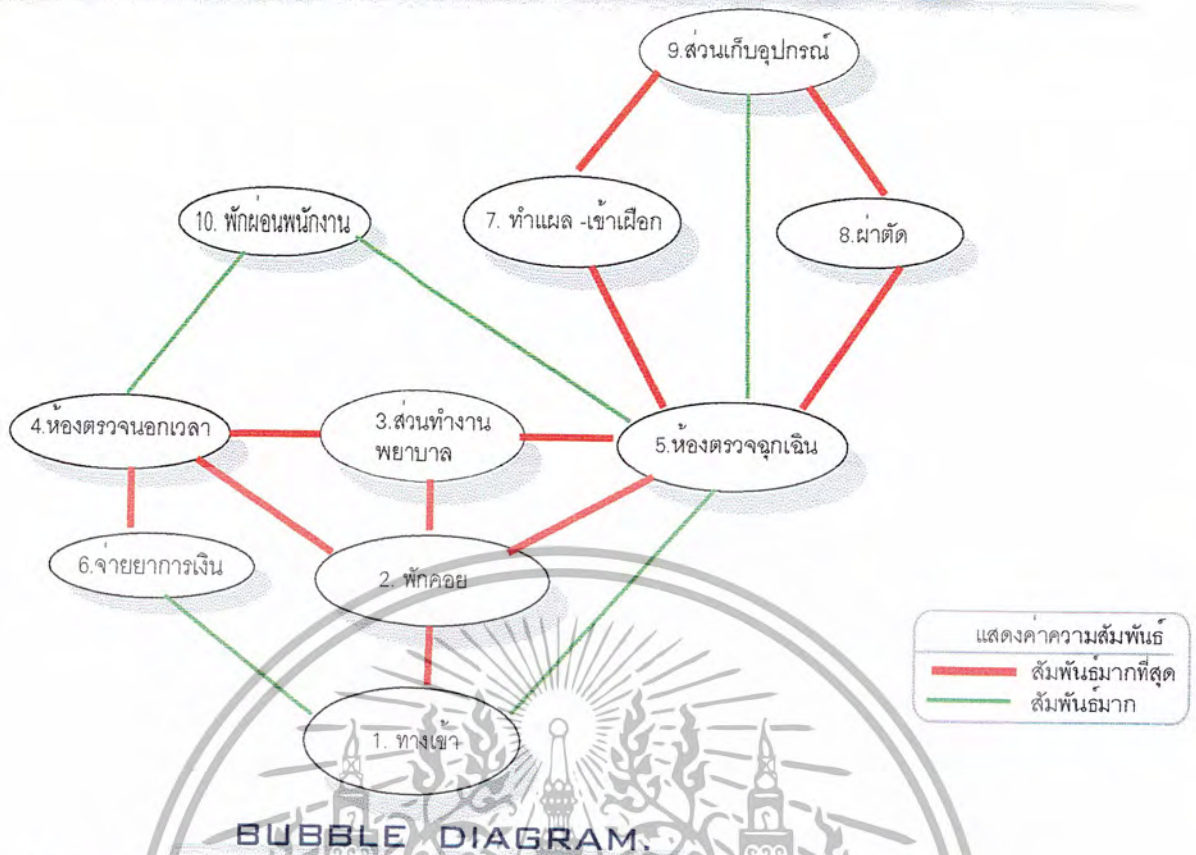 9.ส่วนเก็บอุปกรณ์
10. พักผ่อนพนักงาน
7. ทำแผล -เข้าเฝือก
8.ผ่าตัด
4.ห้องตรวจนอกเวลา
3.ส่วนทำงาน
พยาบาล
5.ห้องตรวจฉุกเฉิน
6.จ่ายยาการเงิน
2. พักคอย
แสดงค่าความสัมพันธ์
สัมพันธ์มากที่สุด
สัมพันธ์มาก
1. ทางเข้า
BUBBLE DIAGRAM.